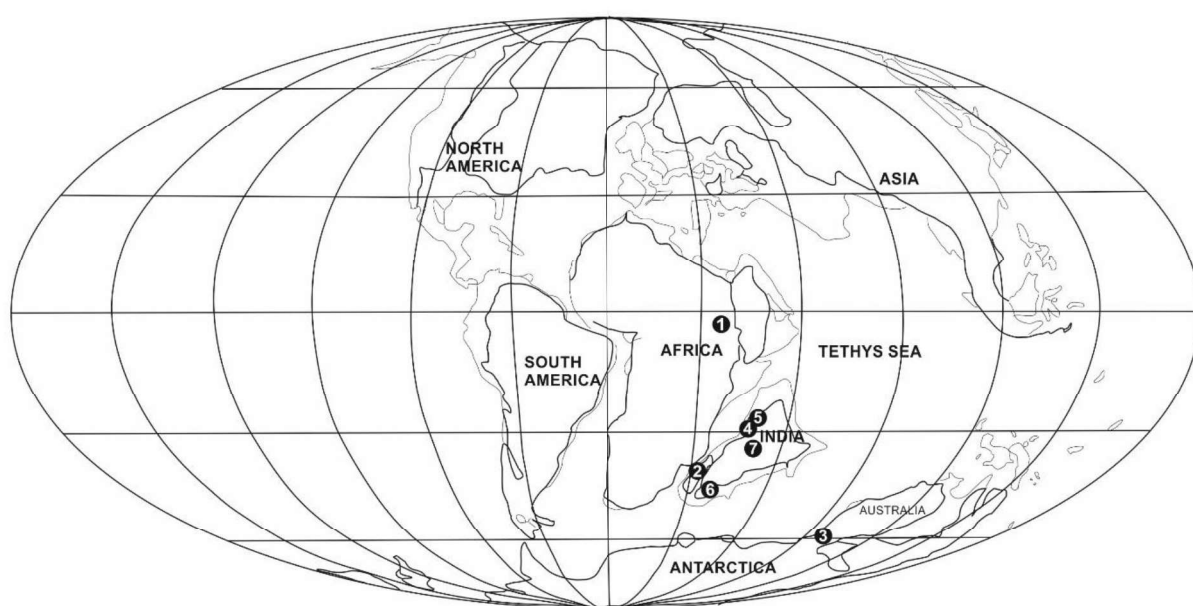 NORTH
AMERICA
ASIA
1
SOUTH
AMERICA
AFRICA
TETHYS SEA
5
4
INDIA
7
2
6
AUSTRALIA
3
ANTARCTICA